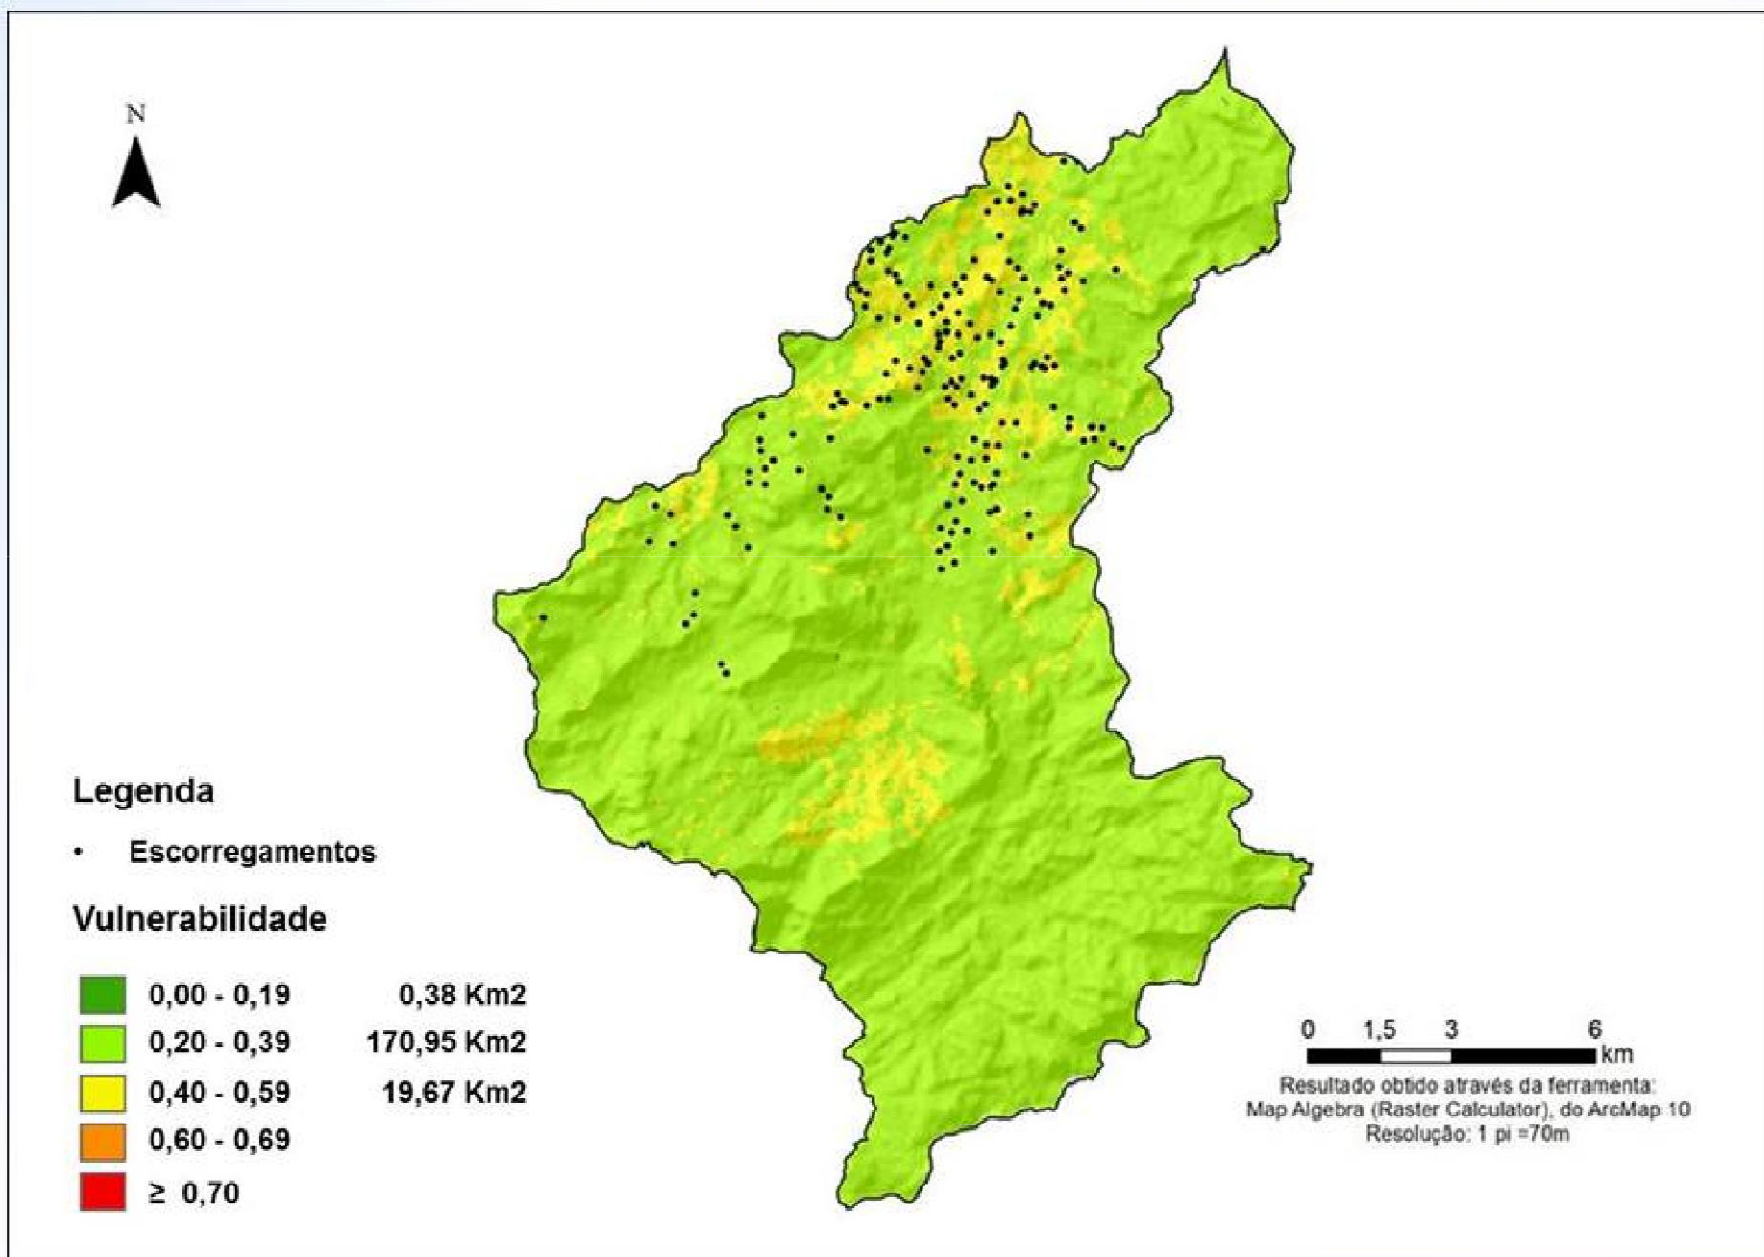 N
Legenda
Escorregamentos
Vulnerabilidade
0,00 - 0,19 0,38 Km2
0,20 - 0,39 170,95 Km2
0,40 - 0,59 19,67 Km2
0,60 - 0,69
≥ 0,70
0 1,5 3 6
km
Resultado obtido através da ferramenta:
Map Algebra (Raster Calculator), do ArcMap 10
Resolução: 1 pi =70m